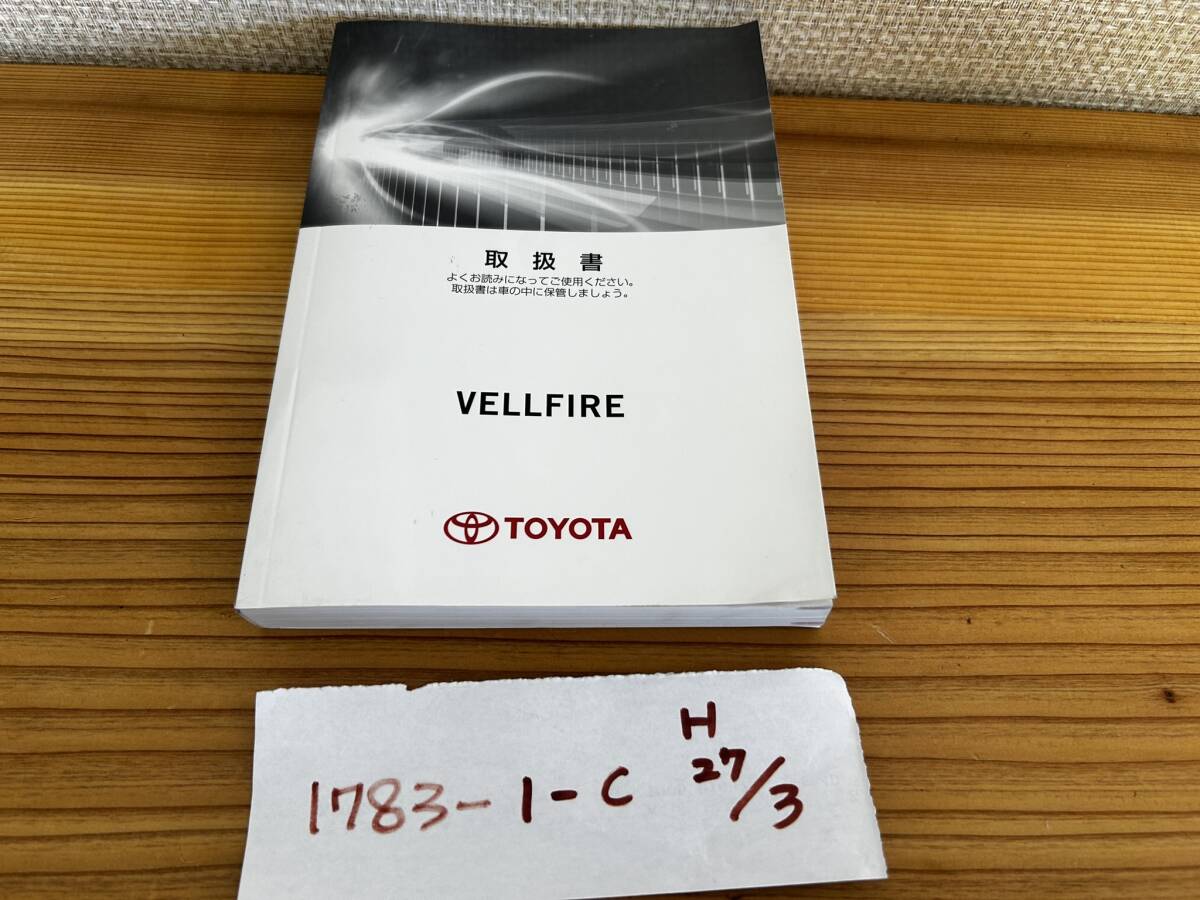 取扱書
よくお読みになってご使用ください。
取扱書は車の中に保管しましょう。
VELLFIRE
TOYOTA
1783-1-C H27/3